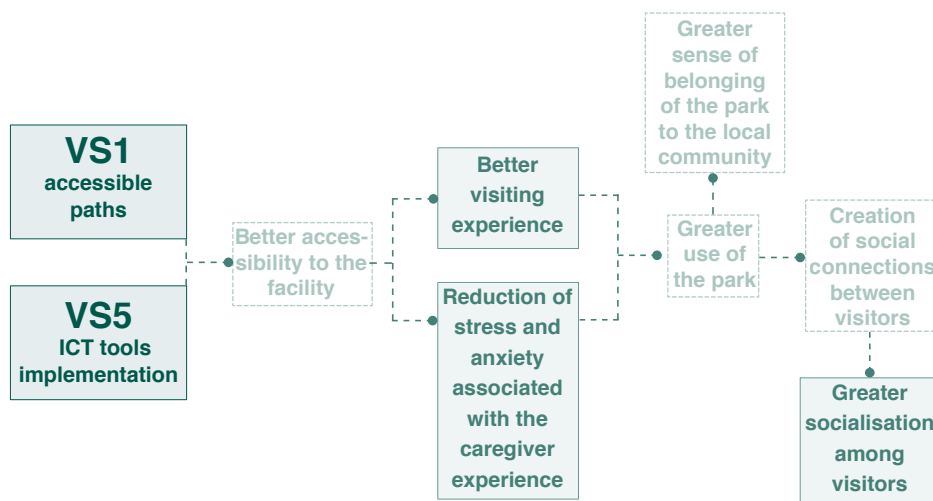 VS1
accessible
paths
VS5
ICT tools
implementation
Better acces-
sibility to the
facility
Better
visiting
experience
Reduction of
stress and
anxiety
associated
with the
caregiver
experience
Greater
sense of
belonging
of the park
to the local
community
Greater
use of
the park
Creation
of social
connections
between
visitors
Greater
socialisation
among
visitors